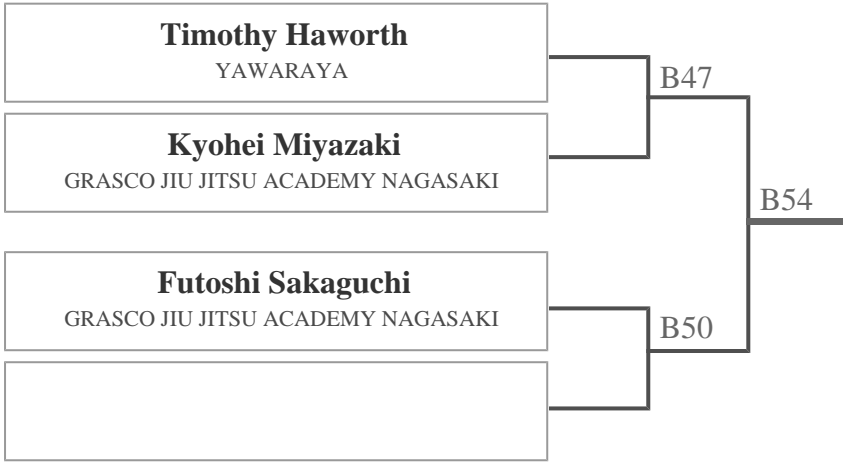 Timothy Haworth
YAWARAYA
B47
Kyohei Miyazaki
GRASCO JIU JITSU ACADEMY NAGASAKI
B54
Futoshi Sakaguchi
GRASCO JIU JITSU ACADEMY NAGASAKI
B50